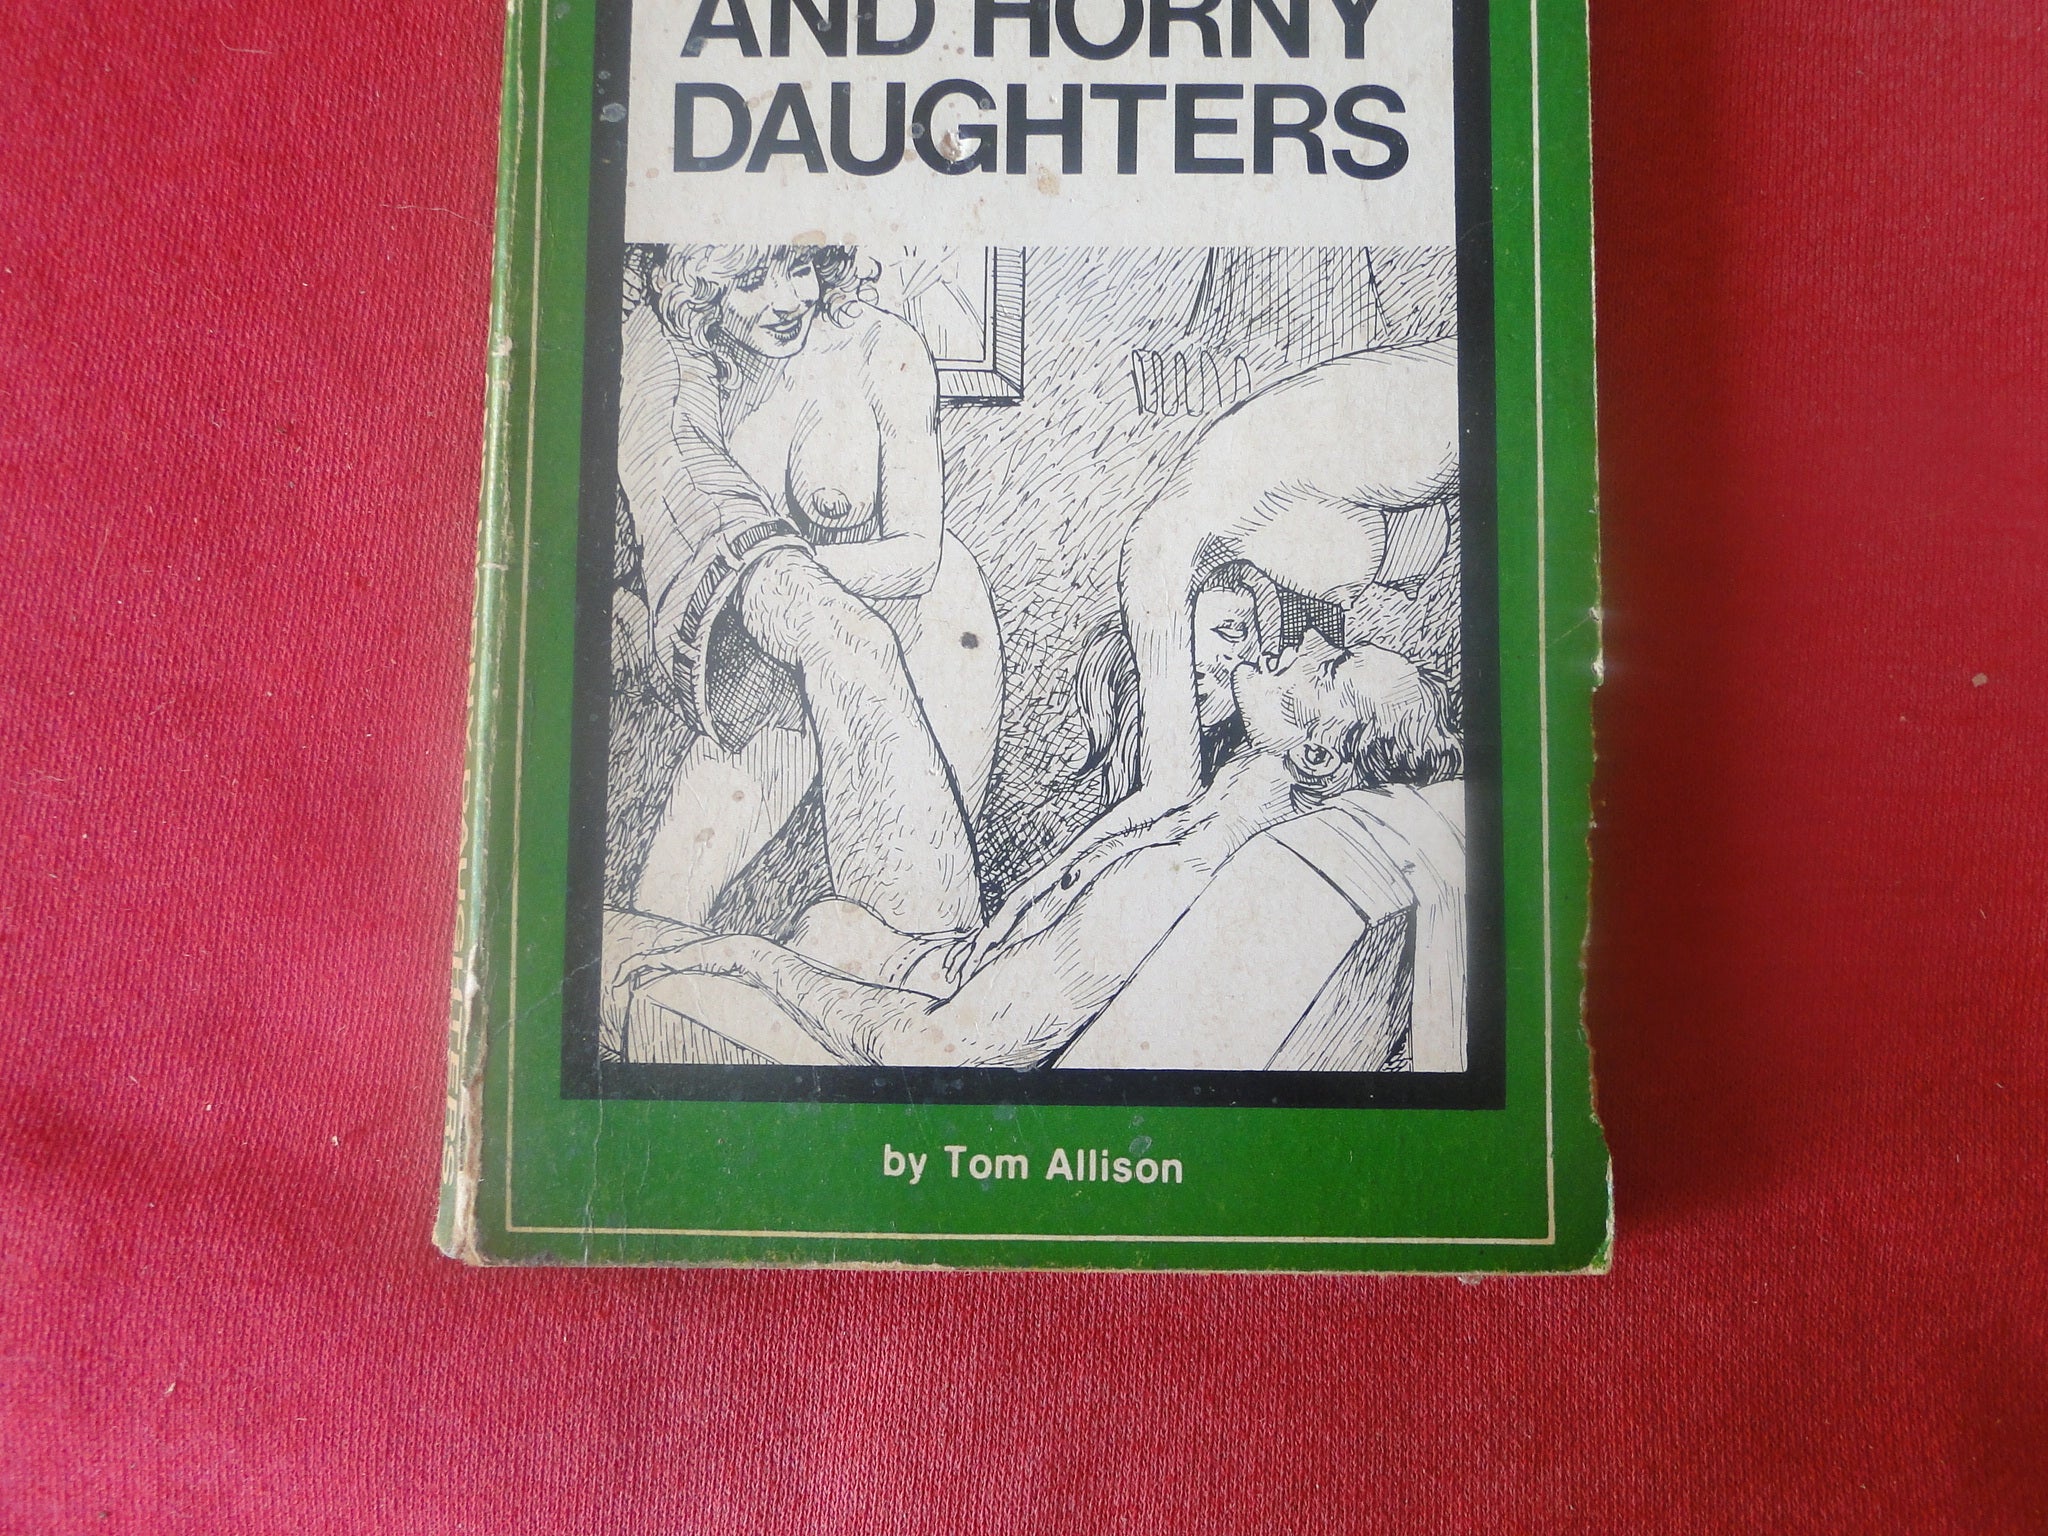 AND HORNY
DAUGHTERS
by Tom Allison